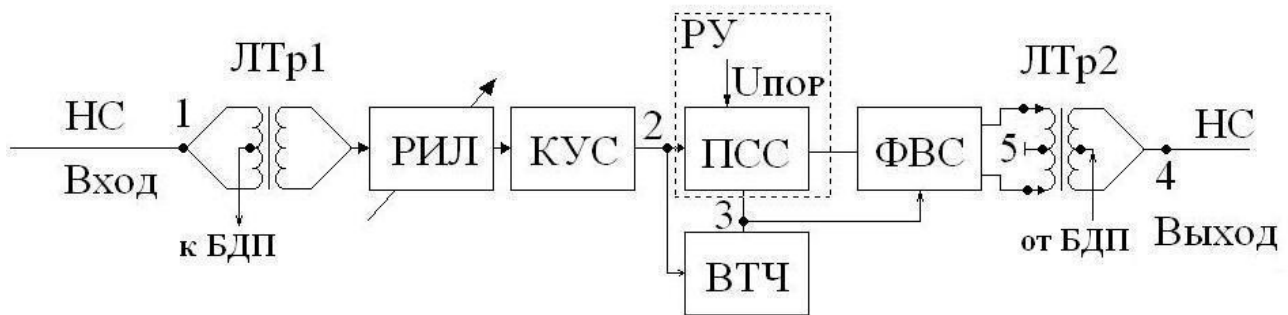 РУ
ЛТр1
ЛТр2
UПОР
НС
1
2
НС
РИЛ
КУС
ПСС
ФВС
5
Вход
4
3
к БДП
от БДП
Выход
ВТЧ